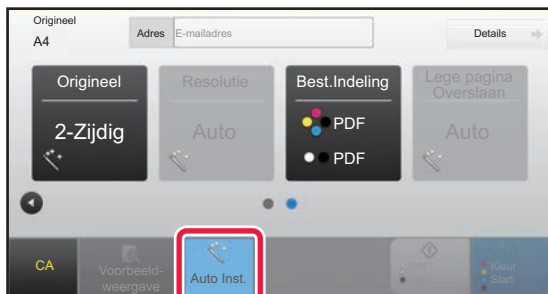 Origineel
A4
Adres
E-mailadres
Details
Origineel
2-Zijdig
Resolutie
Auto
Best.Indeling
PDF
PDF
Lege pagina
Overslaan
Auto
CA
Voorbeeld-
weergave
Auto Inst.
Z/W
Start
Kleur
Start